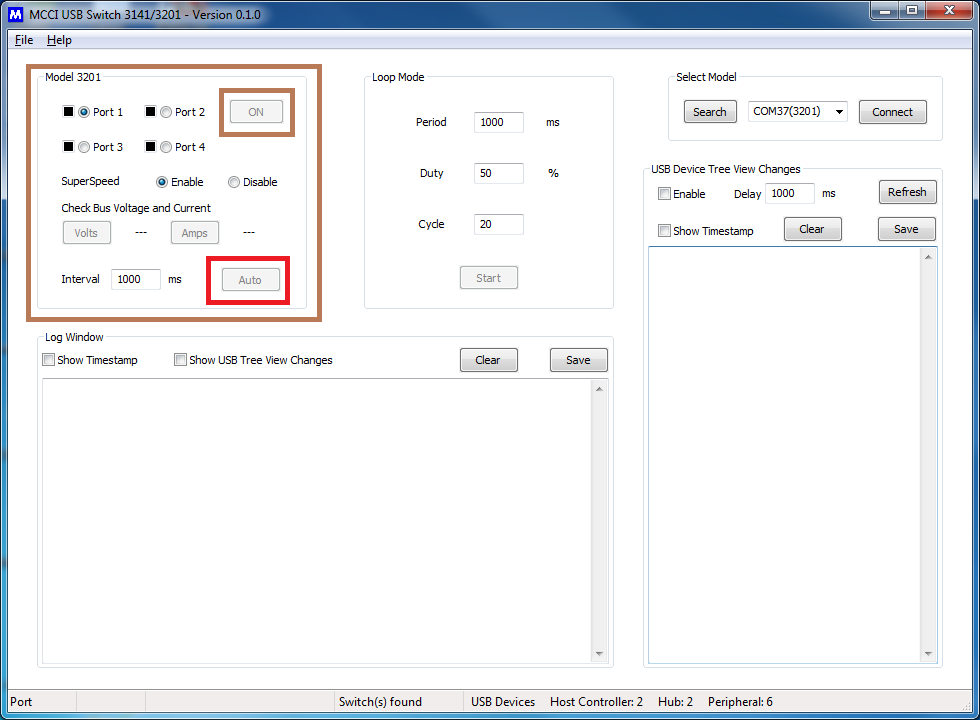 MCCI USB Switch 3141/3201 - Version 0.1.0
File Help
Model 3201
Port 1 Port 2 ON
Port 3 Port 4
SuperSpeed Enable Disable
Check Bus Voltage and Current
Volts --- Amps ---
Interval 1000 ms Auto
Loop Mode
Period 1000 ms
Duty 50 %
Cycle 20
Start
Select Model
Search COM37(3201) Connect
USB Device Tree View Changes
Enable Delay 1000 ms Refresh
Show Timestamp Clear Save
Log Window
Show Timestamp Show USB Tree View Changes Clear Save
Port Switch(s) found USB Devices Host Controller: 2 Hub: 2 Peripheral: 6